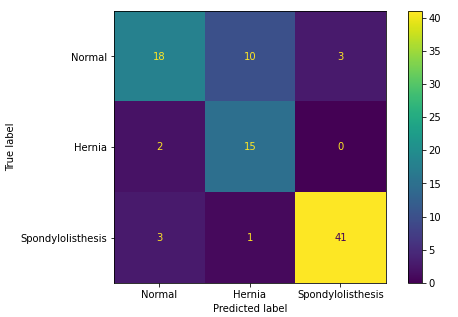 Normal 18 10 3
Hernia 2 15 0
Spondylolisthesis 3 1 41
Normal Hernia Spondylolisthesis
Predicted label
True label
40
35
30
25
20
15
10
5
0